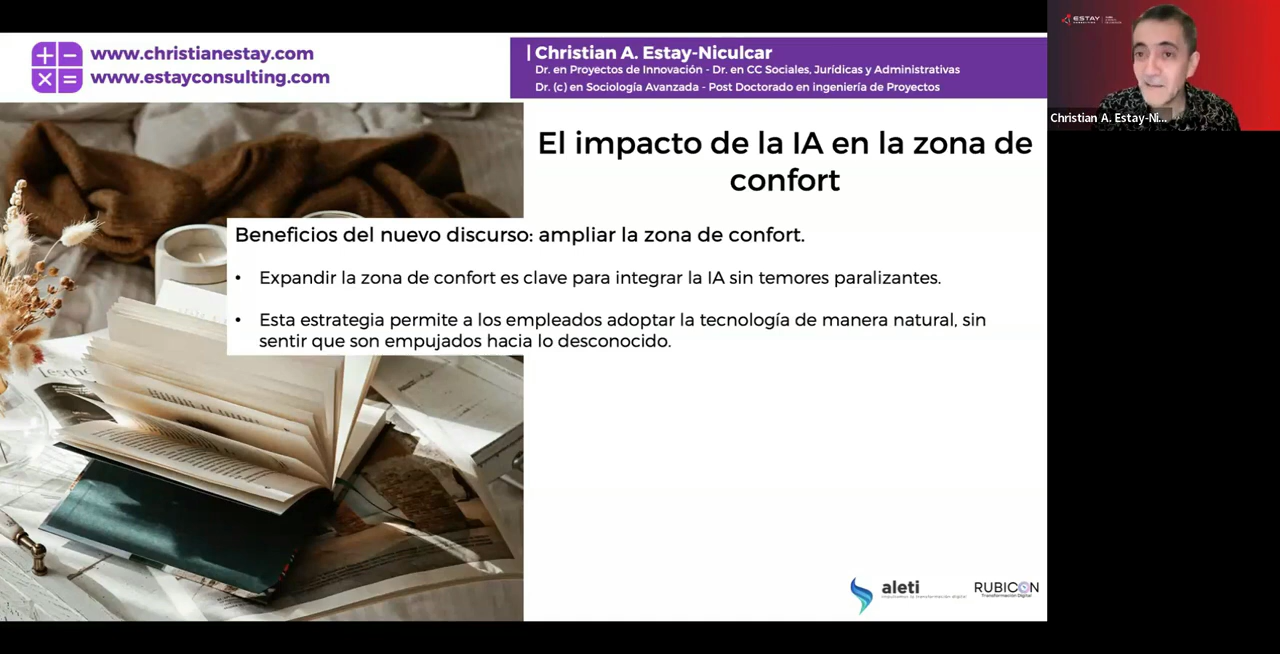 www.christianestay.com
www.estayconsulting.com
| Christian A. Estay-Niculcar
Dr. en Proyectos de Innovación - Dr. en CC Sociales, Jurídicas y Administrativas
Dr. (c) en Sociología Avanzada - Post Doctorado en ingeniería de Proyectos
ESTAY
Christian A. Estay-Ni...
El impacto de la IA en la zona de
confort
Beneficios del nuevo discurso: ampliar la zona de confort.
• Expandir la zona de confort es clave para integrar la IA sin temores paralizantes.
• Esta estrategia permite a los empleados adoptar la tecnología de manera natural, sin
sentir que son empujados hacia lo desconocido.
aleti
RUBICON
Transformación Digital